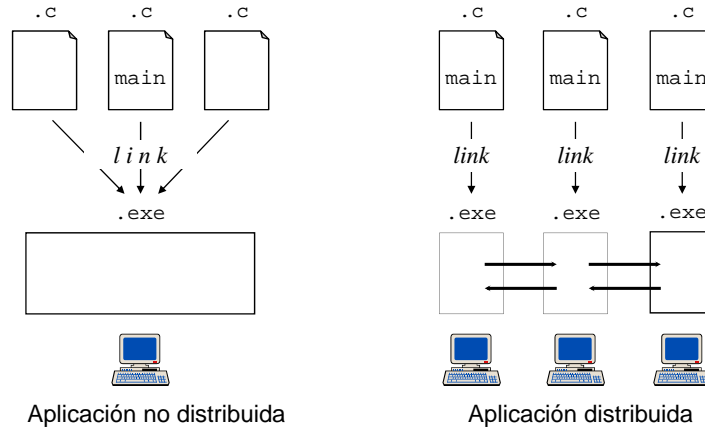 .c .c .c
main
l i n k
.exe
Aplicación no distribuida
.c .c .c
main main main
link link link
.exe .exe .exe
Aplicación distribuida